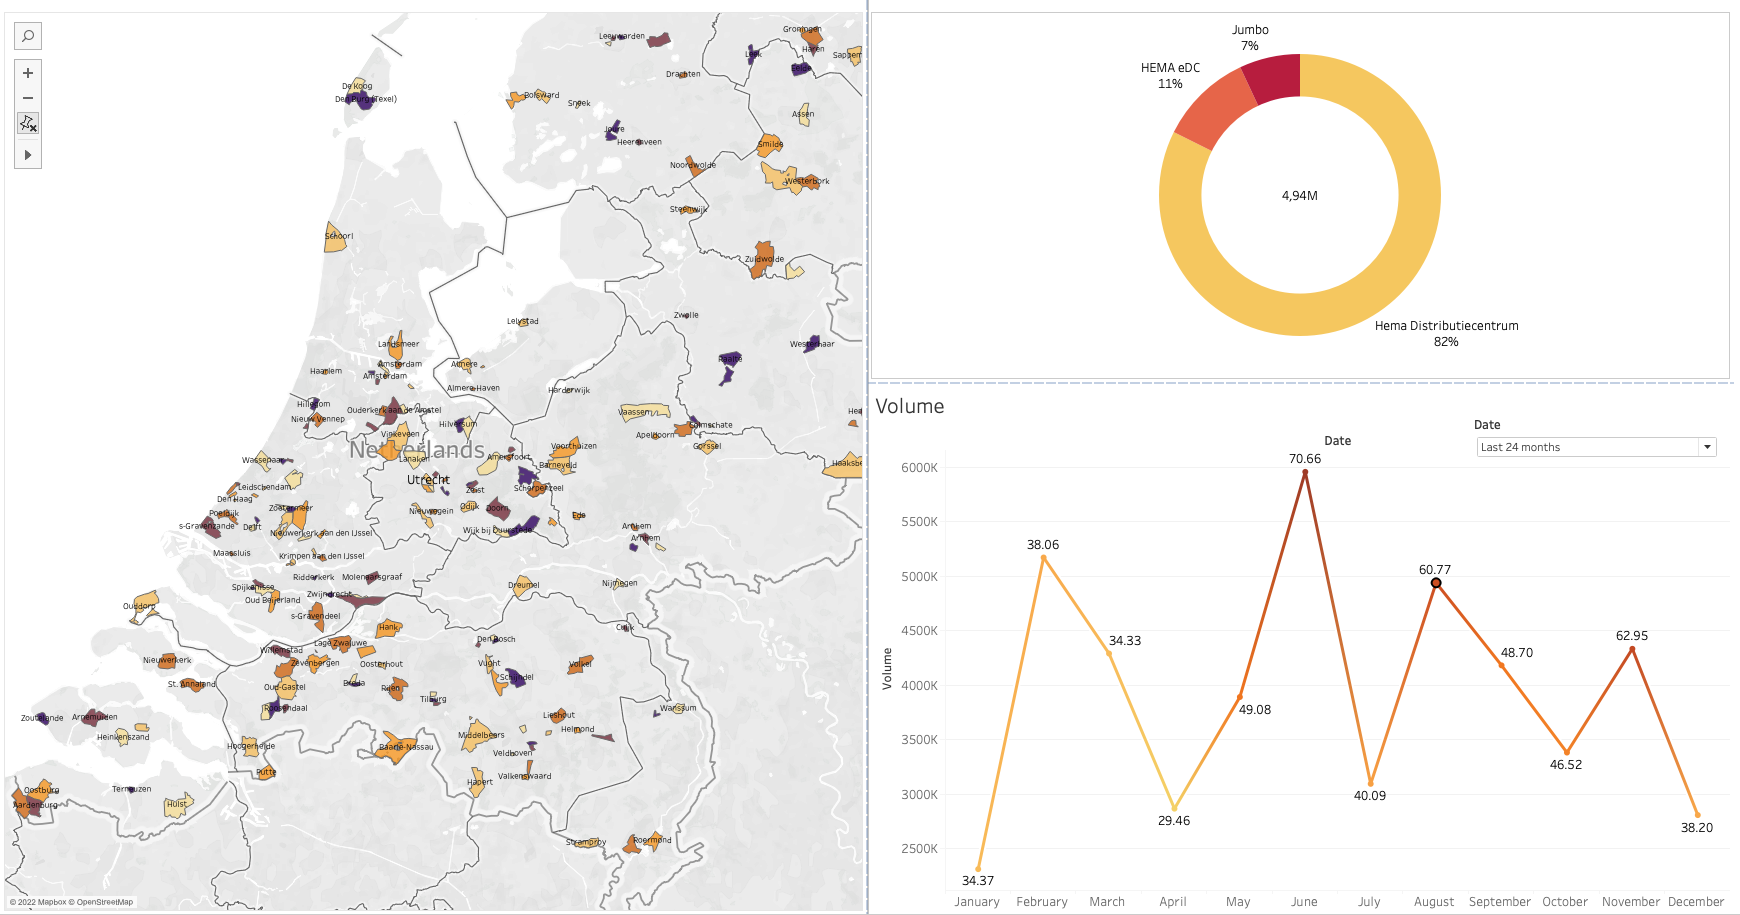 Leeuwarden
Groningen
Haren
Leek
Eelde
Sappem
Drachten
De Koog
Den Burg (Texel)
Bolsward
Sneek
Assen
Joure
Heerenveen
Smilde
Noordwolde
Westerbork
Steenwijk
Schoorl
Zuidwolde
Zwolle
Lelystad
Landsmeer
Westerhaar
Raalte
Amsterdam
Almere
Haarlem
Amsterdam
Almere Haven
Harderwijk
Hillegom
Ouderkerk aan de Amstel
Vaassen
Nieuw Vennep
Hilversum
Colmschate
Vinkeveen
Apeldoorn
Netherlands
Voorthuizen
Gorssel
Wassenaar
Lanaken
Amersfoort
Barneveld
Haaksbe
Utrecht
Leidschendam
Zeist
Scherpenzeel
Den Haag
Zoetermeer
Odijk
Doorn
Poeldijk
Nieuwegein
Ede
s-Gravenzande
Delft
Nieuwerkerk aan den IJssel
Wijk bij Duurstede
Arnhem
Arnhem
Maassluis
Krimpen aan den IJssel
Ridderkerk
Molenaarsgraaf
Spijkenisse
Zwijndrecht
Dreumel
Nijmegen
Ouddorp
Oud Beijerland
s-Gravendeel
Hank
Cuijk
Den Bosch
Willemstad
Lage Zwaluwe
Nieuwerkerk
Zevenbergen
Oosterhout
Vught
Volkel
Schijndel
St. Annaland
Oud-Gastel
Breda
Rijen
Tilburg
Roosendaal
Wanssum
Zoutelande
Arnemuiden
Lieshout
Heinkenszand
Middelbeers
Helmond
Hoogerheide
Baarle-Nassau
Veldhoven
Putte
Hapert
Valkenswaard
Oostburg
Terneuzen
Hulst
Aardenburg
Stramproy
Roermond
© 2022 Mapbox © OpenStreetMap
Jumbo
7%
HEMA eDC
11%
4,94M
Hema Distributiecentrum
82%
Volume
Date
Date
Last 24 months
6000K
5500K
5000K
4500K
4000K
3500K
3000K
2500K
Volume
34.37
38.06
34.33
29.46
49.08
70.66
40.09
60.77
48.70
46.52
62.95
38.20
January
February
March
April
May
June
July
August
September
October
November
December